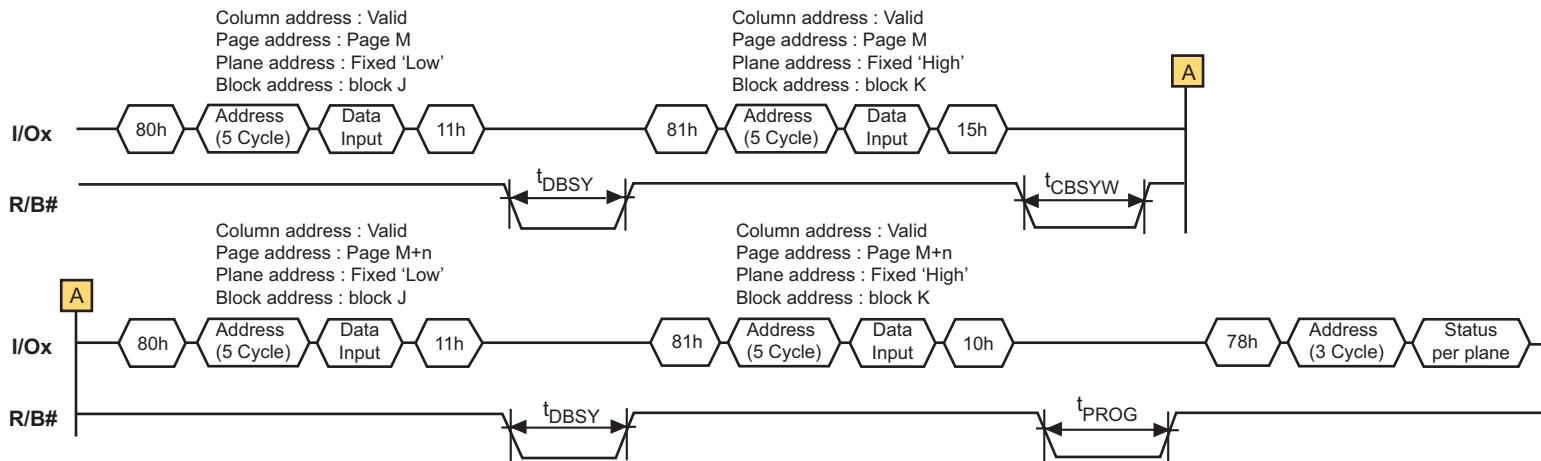 Column address : Valid
Page address : Page M
Plane address : Fixed ‘Low’
Block address : block J
Column address : Valid
Page address : Page M
Plane address : Fixed ‘High’
Block address : block K
A
I/Ox
80h
Address
(5 Cycle)
Data
Input
11h
81h
Address
(5 Cycle)
Data
Input
15h
R/B#
tDBSY
tCBSYW
Column address : Valid
Page address : Page M+n
Plane address : Fixed ‘Low’
Block address : block J
Column address : Valid
Page address : Page M+n
Plane address : Fixed ‘High’
Block address : block K
A
I/Ox
80h
Address
(5 Cycle)
Data
Input
11h
81h
Address
(5 Cycle)
Data
Input
10h
78h
Address
(3 Cycle)
Status
per plane
R/B#
tDBSY
tPROG